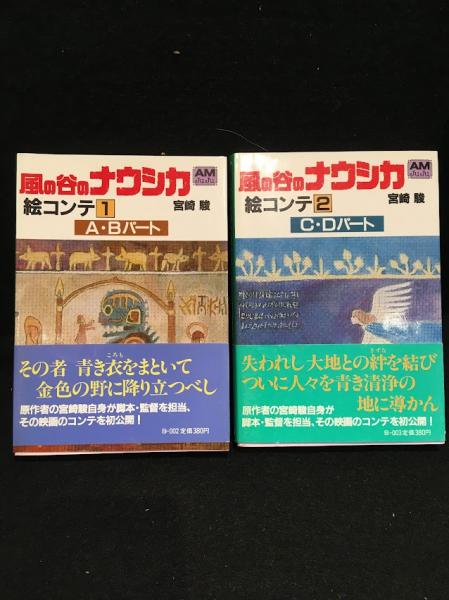 風の谷のナウシカ
AM
JuJu
絵コンテ1
宮崎 駿
A・Bパート
その者 青き衣をまといて
ころも
金色の野に降り立つべし
原作者の宮崎駿自身が脚本・監督を担当、
その映画のコンテを初公開!
B-002 定価380円
風の谷のナウシカ
AM
JuJu
絵コンテ2
宮崎 駿
C・Dパート
失われし大地との絆を結び
きずな
ついに人々を青き清浄の
地に導かん
原作者の宮崎駿自身が
脚本・監督を担当、その映画のコンテを初公開!
B-003 定価380円